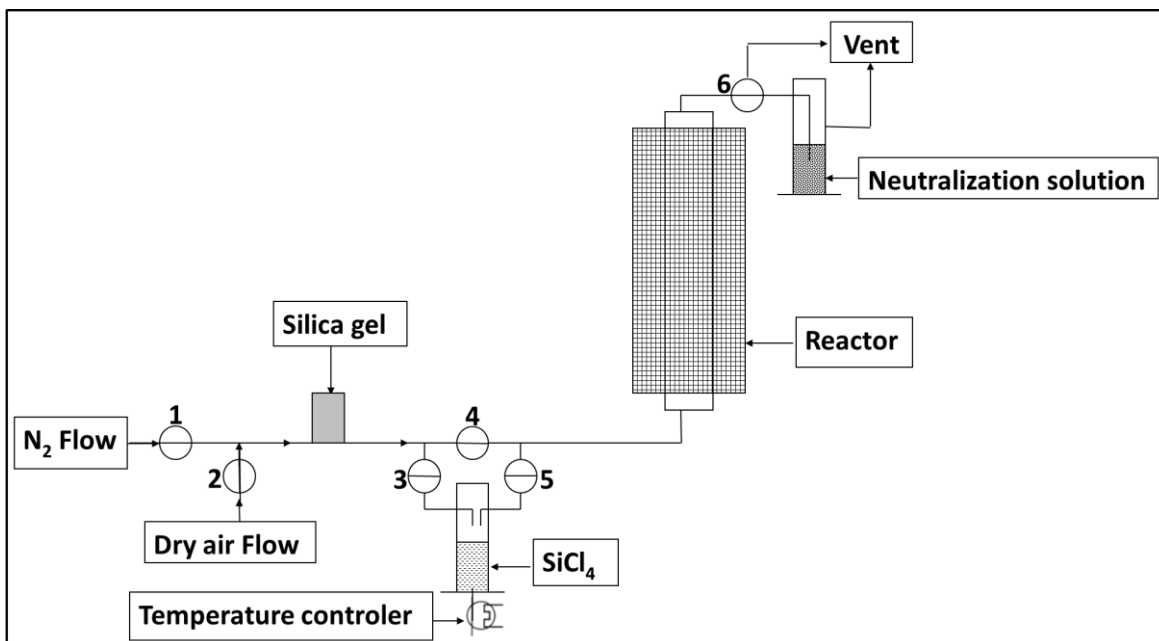 Vent
6
Neutralization solution
Silica gel
Reactor
1
4
N₂ Flow
2
3
5
Dry air Flow
SiCl₄
Temperature controler